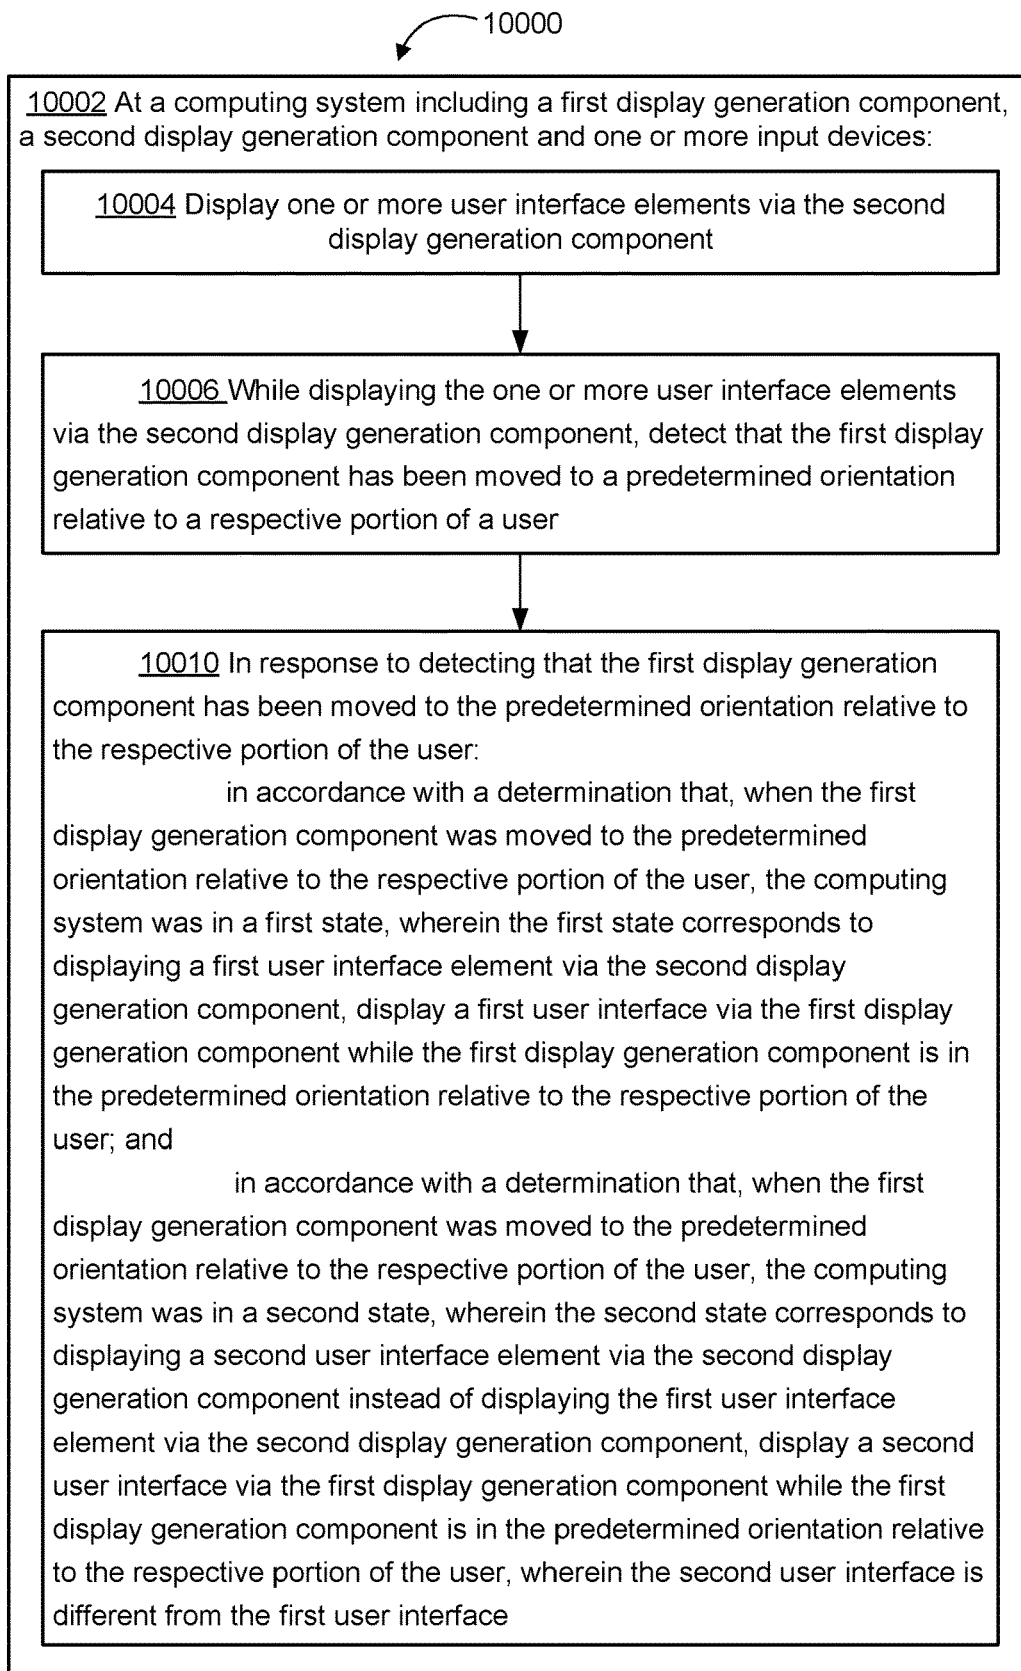 10000
10002 At a computing system including a first display generation component,
a second display generation component and one or more input devices:
10004 Display one or more user interface elements via the second
display generation component
10006 While displaying the one or more user interface elements
via the second display generation component, detect that the first display
generation component has been moved to a predetermined orientation
relative to a respective portion of a user
10010 In response to detecting that the first display generation
component has been moved to the predetermined orientation relative to
the respective portion of the user:
in accordance with a determination that, when the first
display generation component was moved to the predetermined
orientation relative to the respective portion of the user, the computing
system was in a first state, wherein the first state corresponds to
displaying a first user interface element via the second display
generation component, display a first user interface via the first display
generation component while the first display generation component is in
the predetermined orientation relative to the respective portion of the
user; and
in accordance with a determination that, when the first
display generation component was moved to the predetermined
orientation relative to the respective portion of the user, the computing
system was in a second state, wherein the second state corresponds to
displaying a second user interface element via the second display
generation component instead of displaying the first user interface
element via the second display generation component, display a second
user interface via the first display generation component while the first
display generation component is in the predetermined orientation relative
to the respective portion of the user, wherein the second user interface is
different from the first user interface